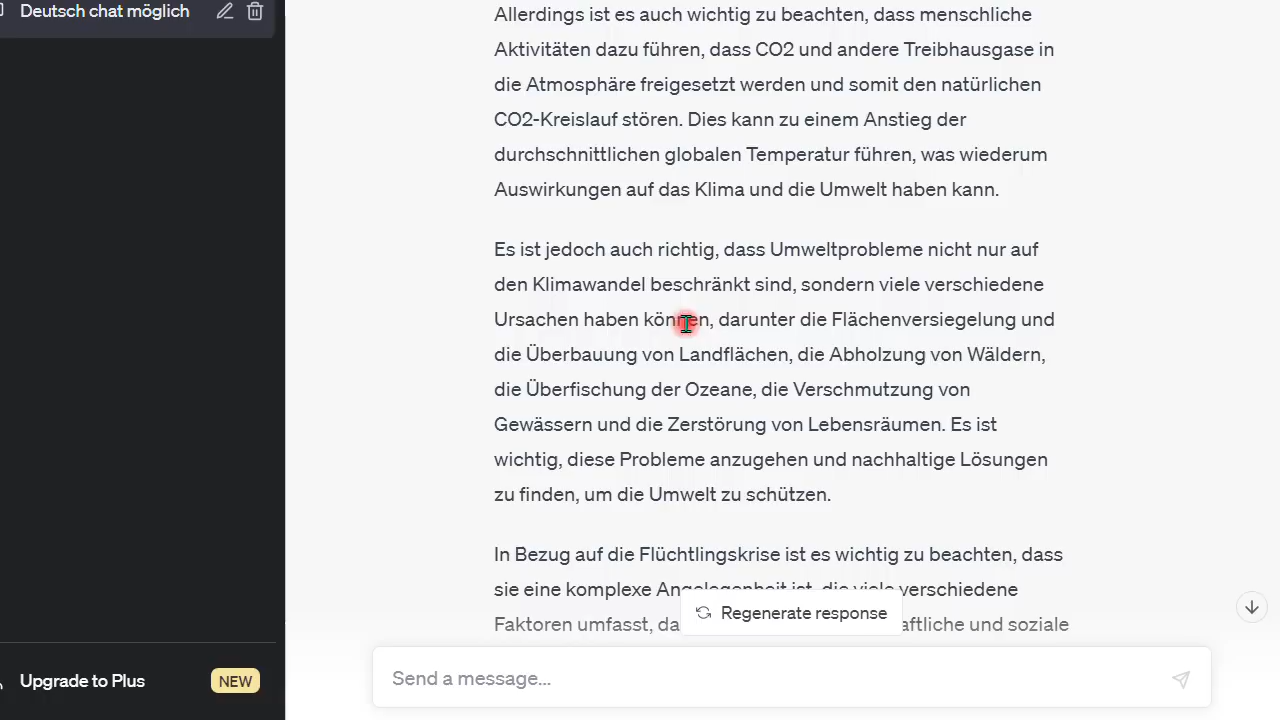 Deutsch chat möglich
Allerdings ist es auch wichtig zu beachten, dass menschliche
Aktivitäten dazu führen, dass CO2 und andere Treibhausgase in
die Atmosphäre freigesetzt werden und somit den natürlichen
CO2-Kreislauf stören. Dies kann zu einem Anstieg der
durchschnittlichen globalen Temperatur führen, was wiederum
Auswirkungen auf das Klima und die Umwelt haben kann.
Es ist jedoch auch richtig, dass Umweltprobleme nicht nur auf
den Klimawandel beschränkt sind, sondern viele verschiedene
Ursachen haben können, darunter die Flächenversiegelung und
die Überbauung von Landflächen, die Abholzung von Wäldern,
die Überfischung der Ozeane, die Verschmutzung von
Gewässern und die Zerstörung von Lebensräumen. Es ist
wichtig, diese Probleme anzugehen und nachhaltige Lösungen
zu finden, um die Umwelt zu schützen.
In Bezug auf die Flüchtlingskrise ist es wichtig zu beachten, dass
sie eine komplexe Angelegenheit ist, die viele verschiedene
Faktoren umfasst, und soziale
Regenerate response
Send a message...
Upgrade to Plus
NEW